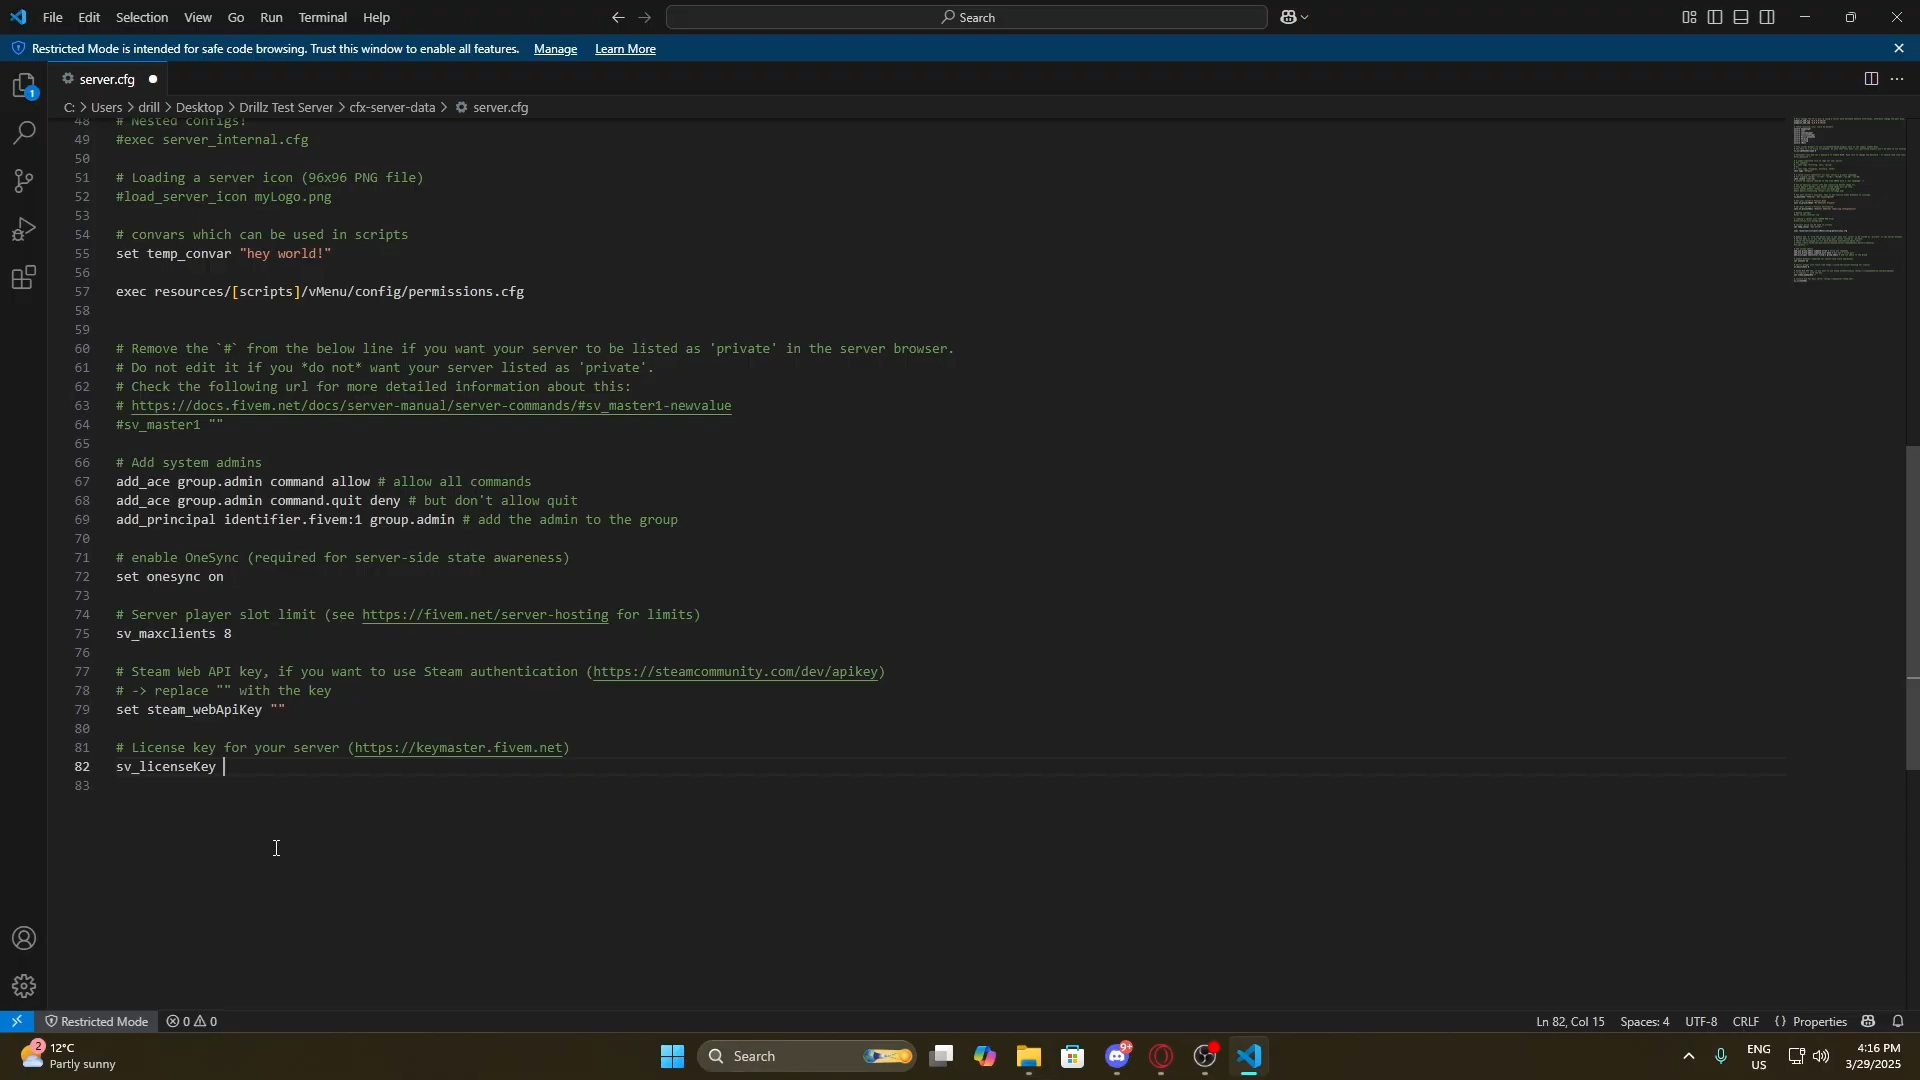 File Edit Selection View Go Run Terminal Help
Search
Restricted Mode is intended for safe code browsing. Trust this window to enable all features. Manage Learn More
server.cfg
1
C: > Users > drill > Desktop > Drillz Test Server > cfx-server-data > server.cfg
48 # Nested configs!
49 #exec server_internal.cfg
50
51 # Loading a server icon (96x96 PNG file)
52 #load_server_icon myLogo.png
53
54 # convars which can be used in scripts
55 set temp_convar "hey world!"
56
57 exec resources/[scripts]/vMenu/config/permissions.cfg
58
59
60 # Remove the `#` from the below line if you want your server to be listed as 'private' in the server browser.
61 # Do not edit it if you *do not* want your server listed as 'private'.
62 # Check the following url for more detailed information about this:
63 # https://docs.fivem.net/docs/server-manual/server-commands/#sv_master1-newvalue
64 #sv_master1 ""
65
66 # Add system admins
67 add_ace group.admin command allow # allow all commands
68 add_ace group.admin command.quit deny # but don't allow quit
69 add_principal identifier.fivem:1 group.admin # add the admin to the group
70
71 # enable OneSync (required for server-side state awareness)
72 set onesync on
73
74 # Server player slot limit (see https://fivem.net/server-hosting for limits)
75 sv_maxclients 8
76
77 # Steam Web API key, if you want to use Steam authentication (https://steamcommunity.com/dev/apikey)
78 # -> replace "" with the key
79 set steam_webApiKey ""
80
81 # License key for your server (https://keymaster.fivem.net)
82 sv_licenseKey
83
Restricted Mode 0 0 Ln 82, Col 15 Spaces: 4 UTF-8 CRLF {} Properties
2 12°C
Partly sunny
Search
9+
ENG
US
4:16 PM
3/29/2025